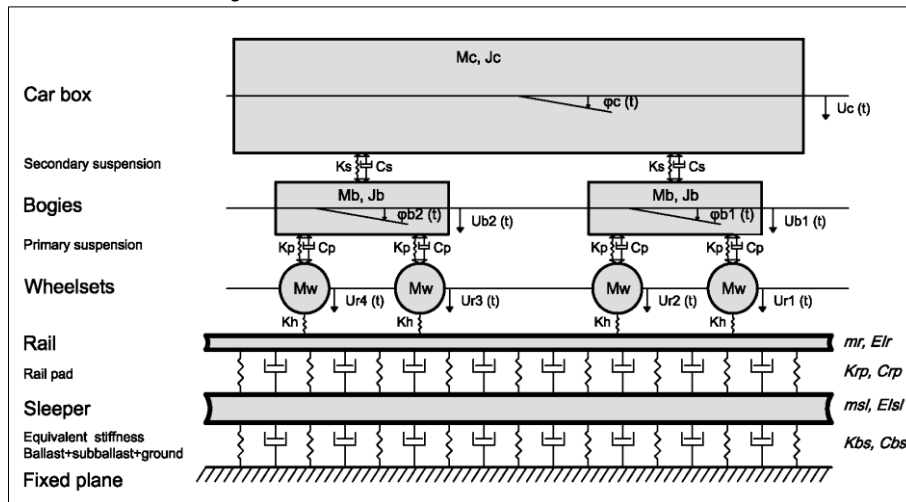 Mc, Jc
Car box
φc (t)
Uc (t)
Secondary suspension
Ks Cs
Ks Cs
Bogies
Mb, Jb
Mb, Jb
φb2 (t)
Ub2 (t)
φb1 (t)
Ub1 (t)
Primary suspension
Kp Cp
Kp Cp
Kp Cp
Kp Cp
Wheelsets
Mw
Ur4 (t)
Mw
Ur3 (t)
Mw
Ur2 (t)
Mw
Ur1 (t)
Kh
Kh
Kh
Kh
Rail
mr, EIr
Rail pad
Krp, Crp
Sleeper
msl, EIsl
Equivalent stiffness
Ballast+subballast+ground
Kbs, Cbs
Fixed plane